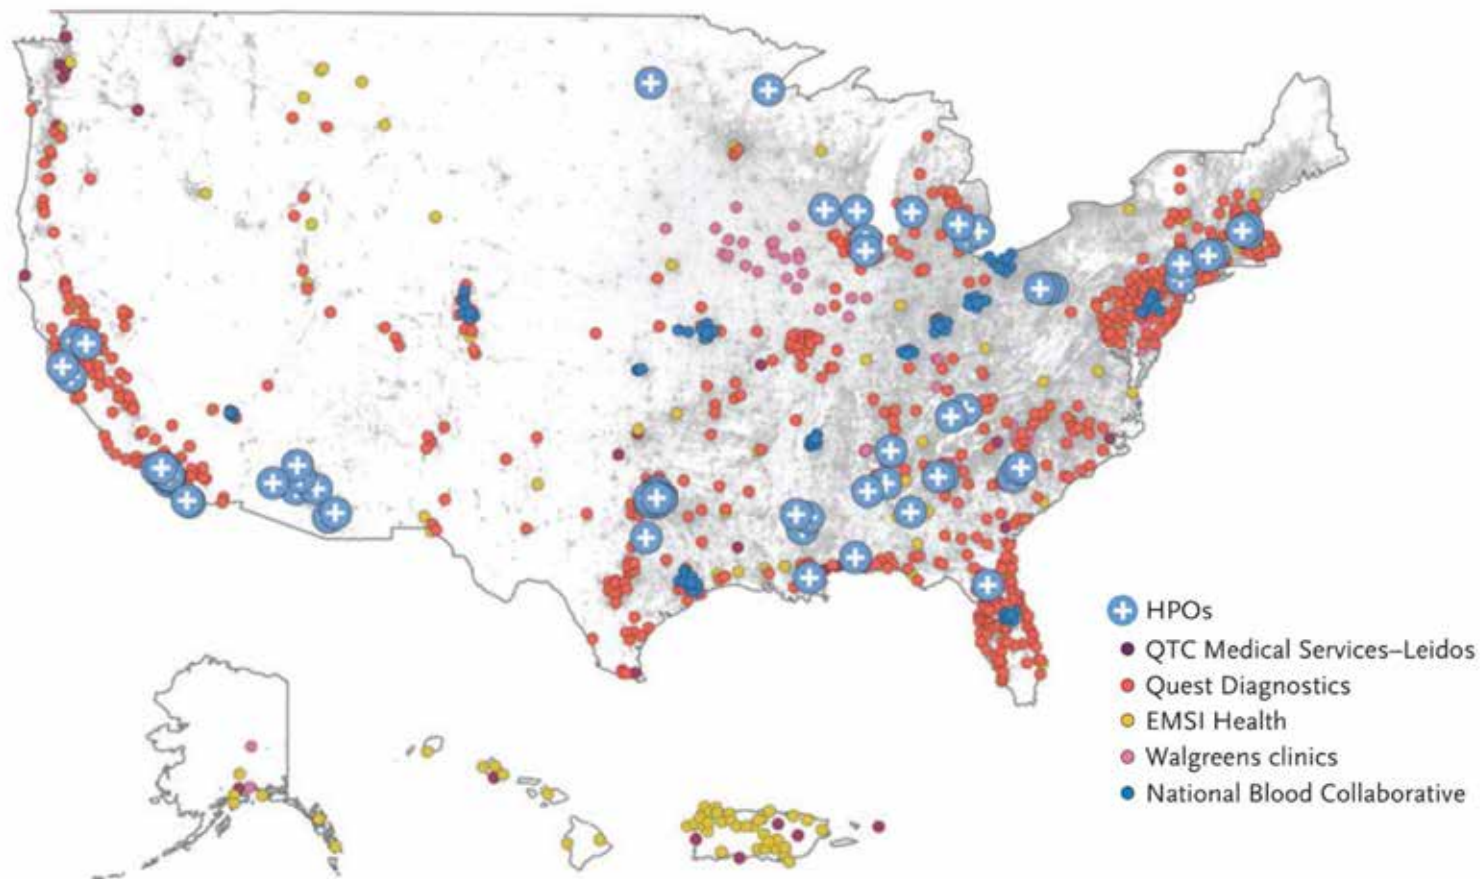 HPOs
QTC Medical Services–Leidos
Quest Diagnostics
EMSI Health
Walgreens clinics
National Blood Collaborative